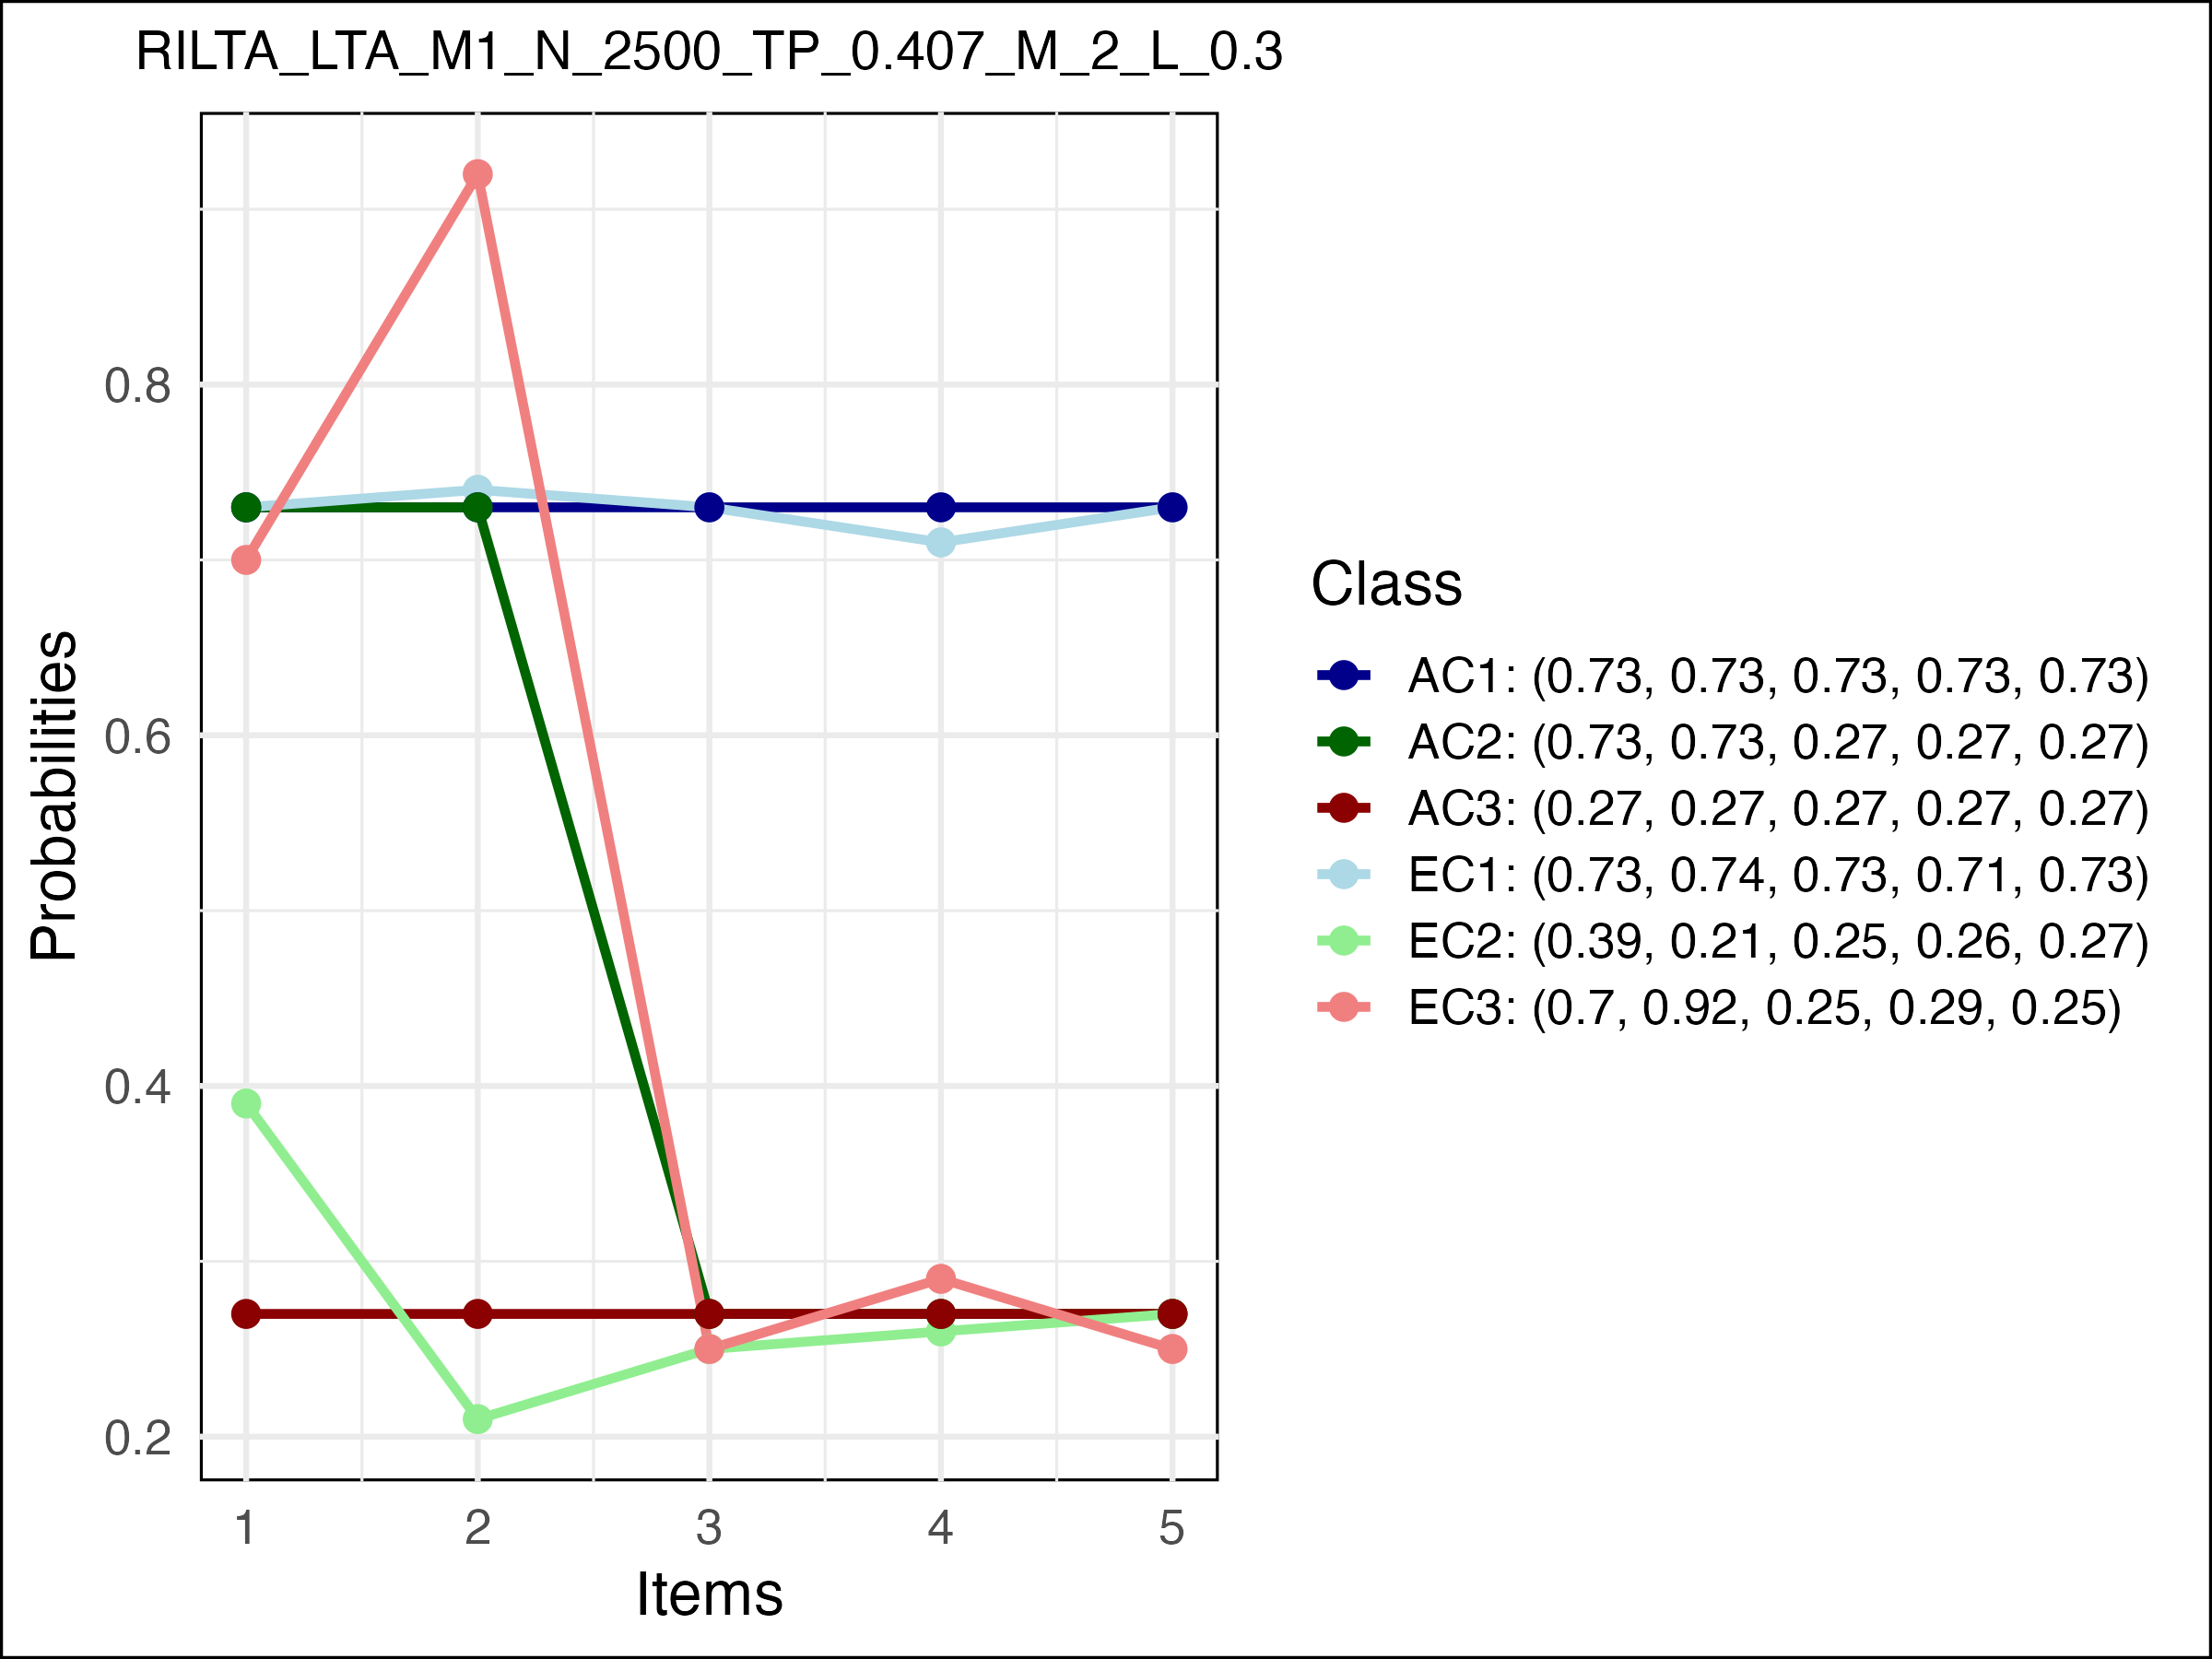 RILTA_LTA_M1_N_2500_TP_0.407_M_2_L_0.3
Probabilities
0.8
0.6
0.4
0.2
1 2 3 4 5
Items
Class
AC1: (0.73, 0.73, 0.73, 0.73, 0.73)
AC2: (0.73, 0.73, 0.27, 0.27, 0.27)
AC3: (0.27, 0.27, 0.27, 0.27, 0.27)
EC1: (0.73, 0.74, 0.73, 0.71, 0.73)
EC2: (0.39, 0.21, 0.25, 0.26, 0.27)
EC3: (0.7, 0.92, 0.25, 0.29, 0.25)